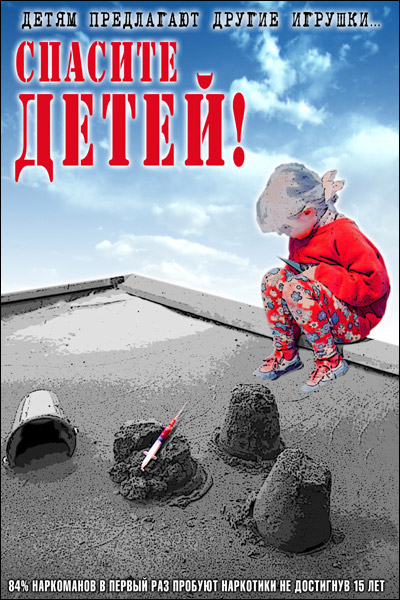 ДЕТЯМ ПРЕДЛАГАЮТ ДРУГИЕ ИГРУШКИ...
СПАСИТЕ
ДЕТЕЙ!
84% НАРКОМАНОВ В ПЕРВЫЙ РАЗ ПРОБУЮТ НАРКОТИКИ НЕ ДОСТИГНУВ 15 ЛЕТ